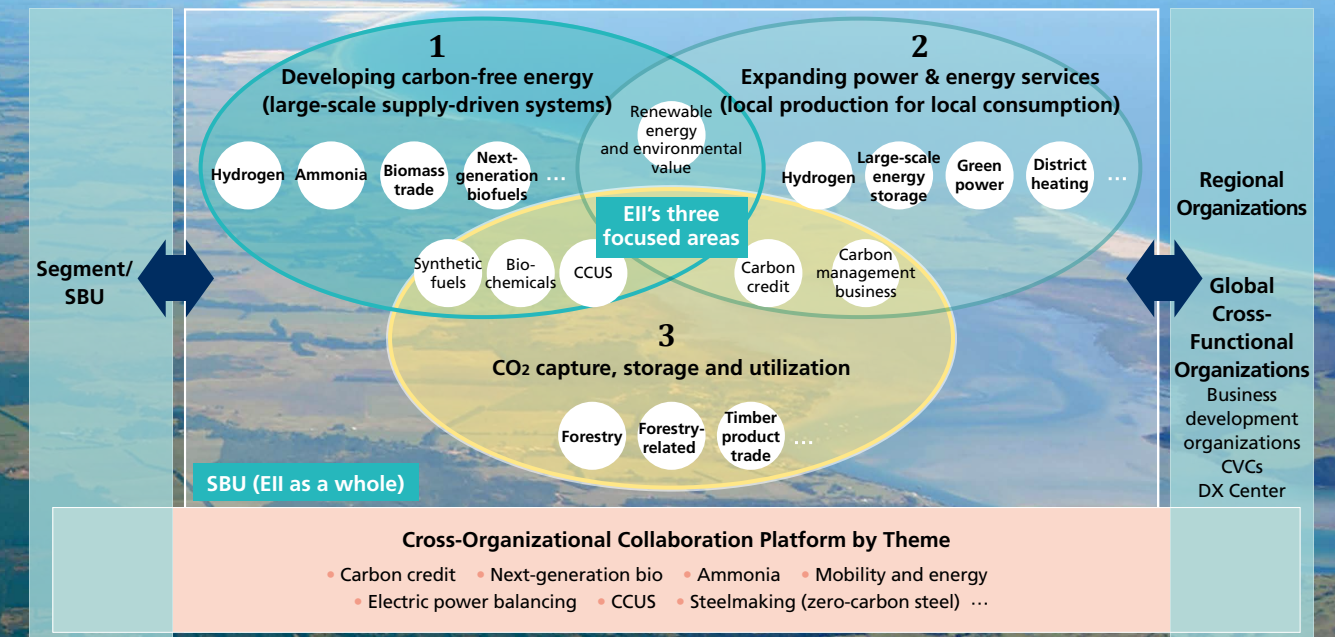 1
Developing carbon-free energy
(large-scale supply-driven systems)
2
Expanding power & energy services
(local production for local consumption)
Renewable
energy
and environmental
value
Hydrogen
Ammonia
Biomass
trade
Next-
generation
biofuels
...
Hydrogen
Large-scale
energy
storage
Green
power
District
heating
...
EII's three
focused areas
Synthetic
fuels
Bio-
chemicals
CCUS
Carbon
credit
Carbon
management
business
3
CO2 capture, storage and utilization
Forestry
Forestry-
related
Timber
product
trade
...
SBU (EII as a whole)
Segment/
SBU
Regional
Organizations
Global
Cross-
Functional
Organizations
Business
development
organizations
CVCs
DX Center
Cross-Organizational Collaboration Platform by Theme
• Carbon credit • Next-generation bio • Ammonia • Mobility and energy
• Electric power balancing • CCUS • Steelmaking (zero-carbon steel) ...